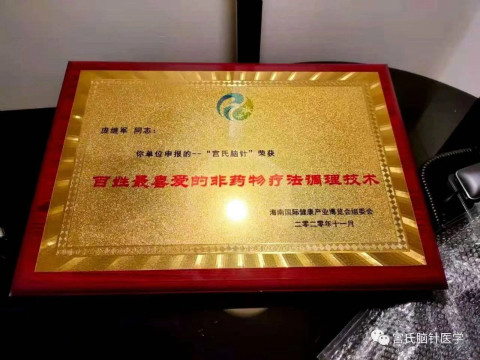 庞继军 同志:
你单位申报的--“宫氏脑针”荣获
百姓最喜爱的非药物疗法调理技术
海南国际健康产业博览会组委会
二零二零年十一月
宫氏脑针医学